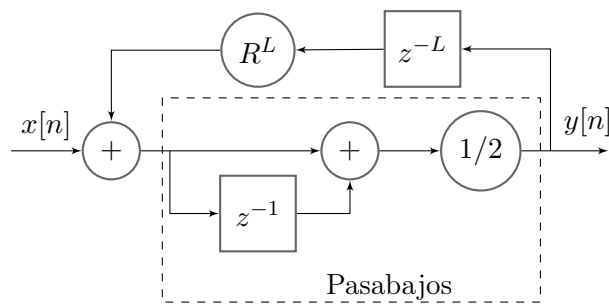 R^L
z^{-L}
x[n]
y[n]
+
+
1/2
z^{-1}
Pasabajos